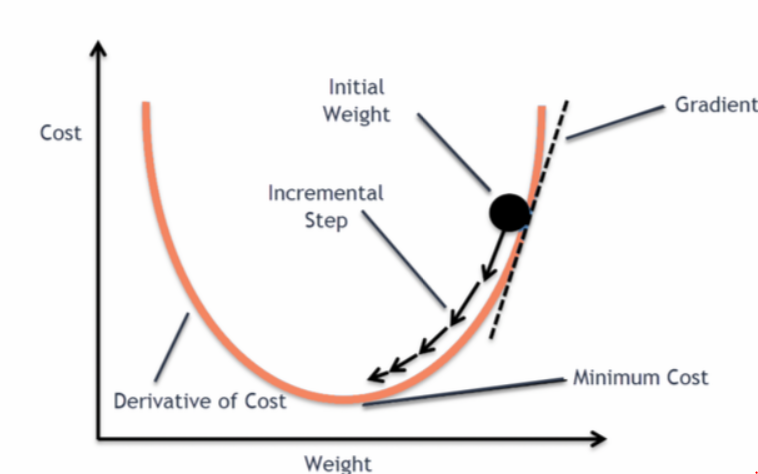 Initial
Weight
Gradient
Cost
Incremental
Step
Minimum Cost
Derivative of Cost
Weight